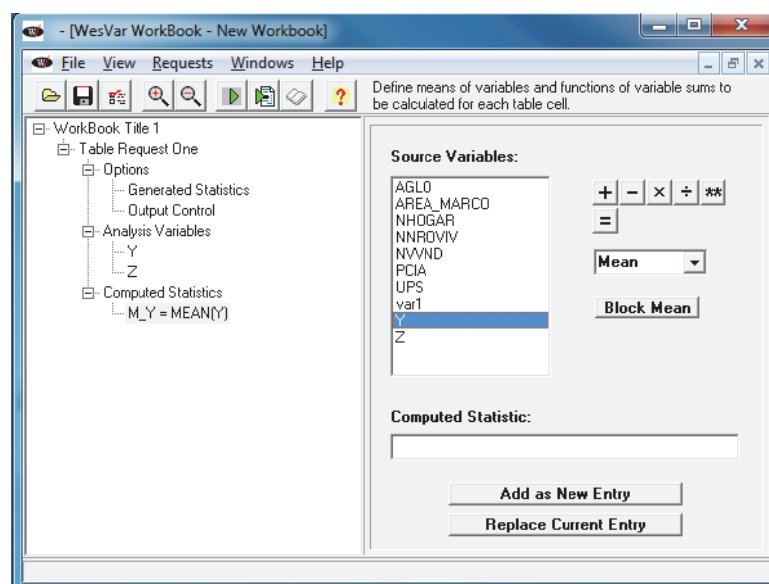 - [WesVar WorkBook - New Workbook]
File View Requests Windows Help
Define means of variables and functions of variable sums to
be calculated for each table cell.
WorkBook Title 1
Table Request One
Options
Generated Statistics
Output Control
Analysis Variables
Y
Z
Computed Statistics
M_Y = MEAN(Y)
Source Variables:
AGLO
AREA_MARCO
NHOGAR
NNROVIV
NVVND
PCIA
UPS
var1
Y
Z
+ − × ÷ **
=
Mean
Block Mean
Computed Statistic:
Add as New Entry
Replace Current Entry